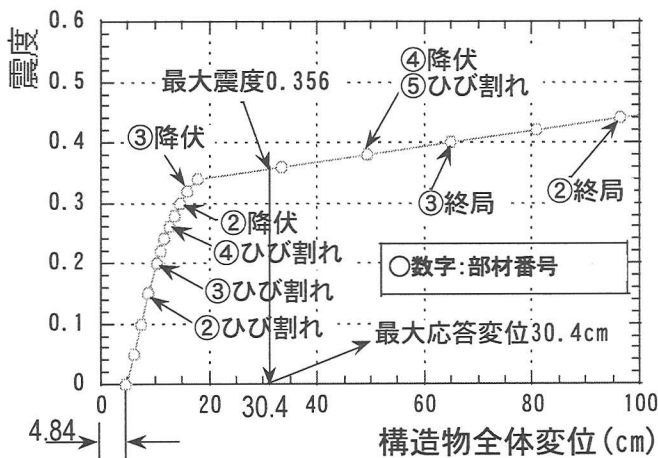 震度
0.6
0.5
0.4
0.3
0.2
0.1
0
最大震度0.356
④降伏
⑤ひび割れ
③降伏
②降伏
④ひび割れ
③ひび割れ
②ひび割れ
③終局
②終局
○数字:部材番号
最大応答変位30.4cm
0
20
30.4
40
60
80
100
4.84
構造物全体変位(cm)